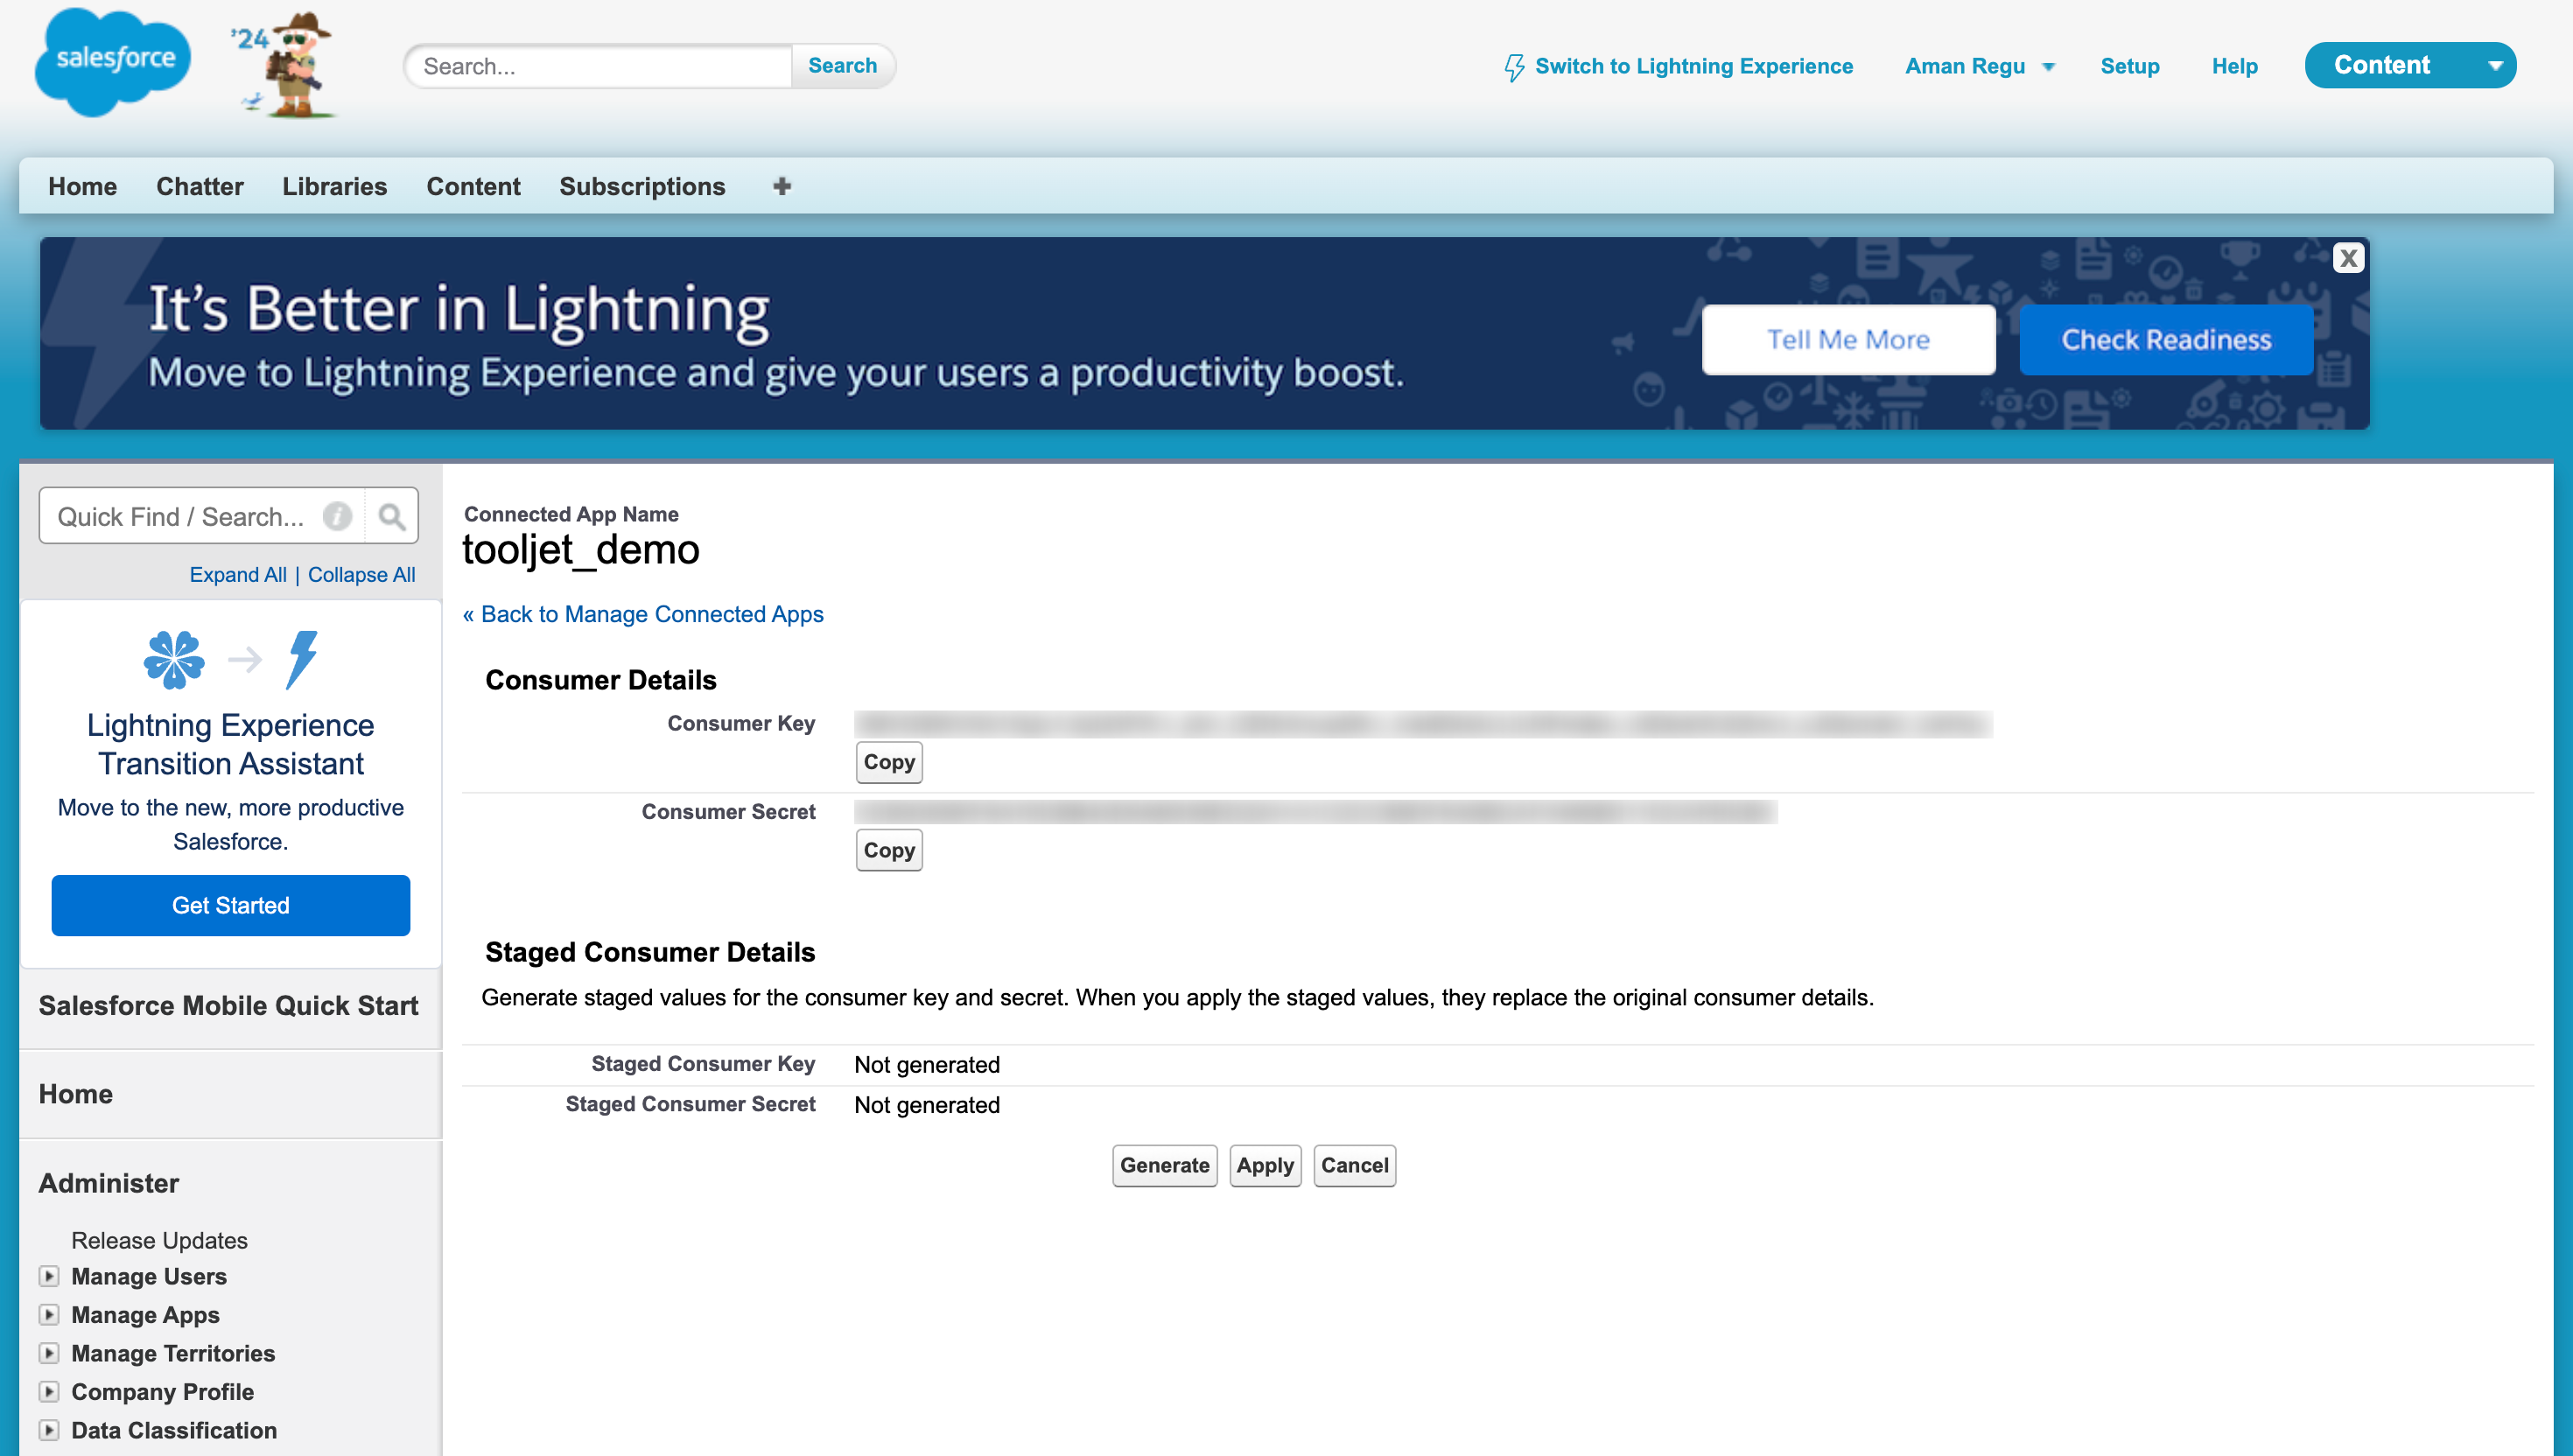 salesforce
'24
Search...
Search
Switch to Lightning Experience
Aman Regu
Setup
Help
Content
Home
Chatter
Libraries
Content
Subscriptions
It's Better in Lightning
Move to Lightning Experience and give your users a productivity boost.
Tell Me More
Check Readiness
X
Quick Find / Search...
i
Expand All | Collapse All
Lightning Experience
Transition Assistant
Move to the new, more productive
Salesforce.
Get Started
Salesforce Mobile Quick Start
Home
Administer
Release Updates
Manage Users
Manage Apps
Manage Territories
Company Profile
Data Classification
Connected App Name
tooljet_demo
« Back to Manage Connected Apps
Consumer Details
Consumer Key
Copy
Consumer Secret
Copy
Staged Consumer Details
Generate staged values for the consumer key and secret. When you apply the staged values, they replace the original consumer details.
Staged Consumer Key Not generated
Staged Consumer Secret Not generated
Generate
Apply
Cancel